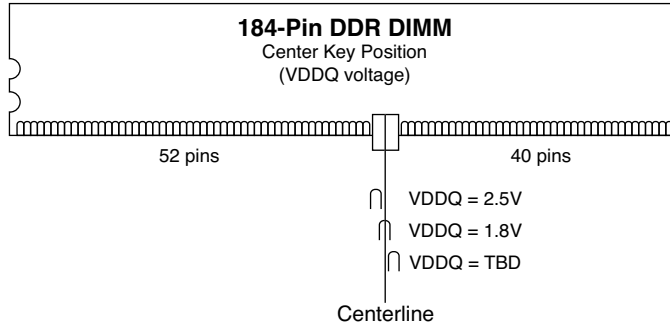 184-Pin DDR DIMM
Center Key Position
(VDDQ voltage)
52 pins
40 pins
VDDQ = 2.5V
VDDQ = 1.8V
VDDQ = TBD
Centerline